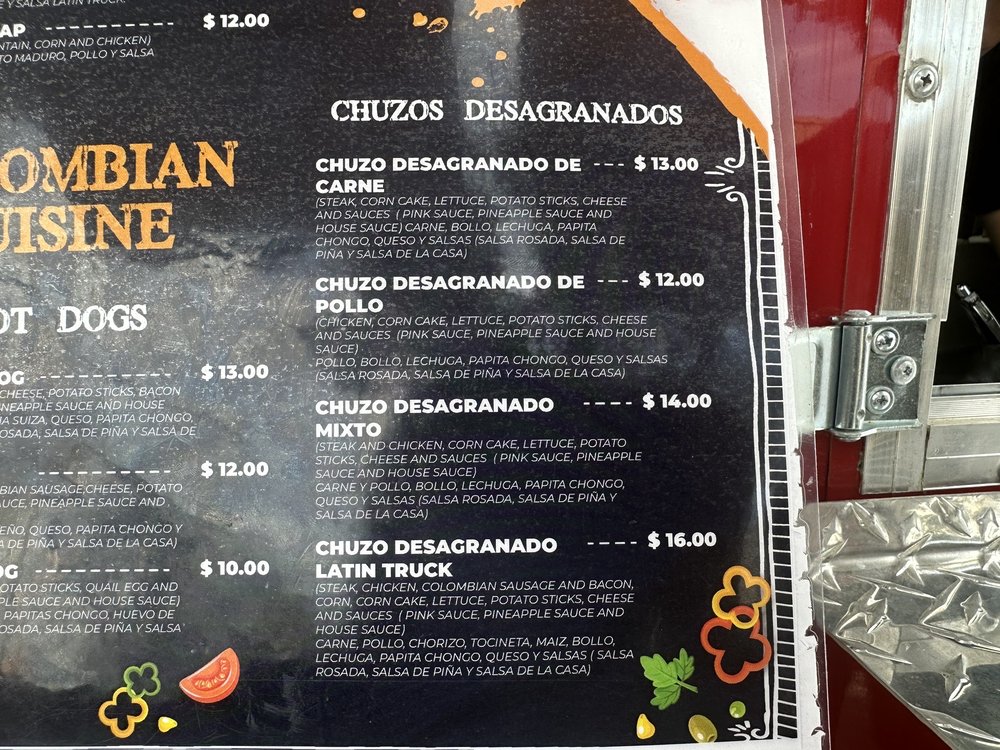 Y SALSA LATIN TRUCK.
AP ---------- $ 12.00
CORN AND CHICKEN)
MADURO, POLLO Y SALSA
OMBIAN
UISINE
OT DOGS
OG -------------- $ 13.00
CHEESE, POTATO STICKS, BACON
SAUCE AND HOUSE
SUIZA, QUESO, PAPITA CHONGO,
SALSA DE PIÑA Y SALSA DE
-------------- $ 12.00
SAUSAGE,CHEESE, POTATO
PINEAPPLE SAUCE AND
QUESO, PAPITA CHONGO Y
DE PIÑA Y SALSA DE LA CASA)
OG -------------- $ 10.00
STICKS, QUAIL EGG AND
SAUCE AND HOUSE SAUCE)
PAPITAS CHONGO, HUEVO DE
SALSA DE PIÑA Y SALSA
CHUZOS DESAGRANADOS
CHUZO DESAGRANADO DE --- $ 13.00
CARNE
(STEAK, CORN CAKE, LETTUCE, POTATO STICKS, CHEESE
AND SAUCES ( PINK SAUCE, PINEAPPLE SAUCE AND
HOUSE SAUCE) CARNE, BOLLO, LECHUGA, PAPITA
CHONGO, QUESO Y SALSAS (SALSA ROSADA, SALSA DE
PIÑA Y SALSA DE LA CASA)
CHUZO DESAGRANADO DE --- $ 12.00
POLLO
(CHICKEN, CORN CAKE, LETTUCE, POTATO STICKS, CHEESE
AND SAUCES (PINK SAUCE, PINEAPPLE SAUCE AND HOUSE
SAUCE)
POLLO, BOLLO, LECHUGA, PAPITA CHONGO, QUESO Y SALSAS
(SALSA ROSADA, SALSA DE PIÑA Y SALSA DE LA CASA)
CHUZO DESAGRANADO ---- $ 14.00
MIXTO
(STEAK AND CHICKEN, CORN CAKE, LETTUCE, POTATO
STICKS, CHEESE AND SAUCES ( PINK SAUCE, PINEAPPLE
SAUCE AND HOUSE SAUCE)
CARNE Y POLLO, BOLLO, LECHUGA, PAPITA CHONGO,
QUESO Y SALSAS (SALSA ROSADA, SALSA DE PIÑA Y
SALSA DE LA CASA)
CHUZO DESAGRANADO ---- $ 16.00
LATIN TRUCK
(STEAK, CHICKEN, COLOMBIAN SAUSAGE AND BACON,
CORN, CORN CAKE, LETTUCE, POTATO STICKS, CHEESE
AND SAUCES ( PINK SAUCE, PINEAPPLE SAUCE AND
HOUSE SAUCE)
CARNE, POLLO, CHORIZO, TOCINETA, MAIZ, BOLLO,
LECHUGA, PAPITA CHONGO, QUESO Y SALSAS ( SALSA
ROSADA, SALSA DE PIÑA Y SALSA DE LA CASA)